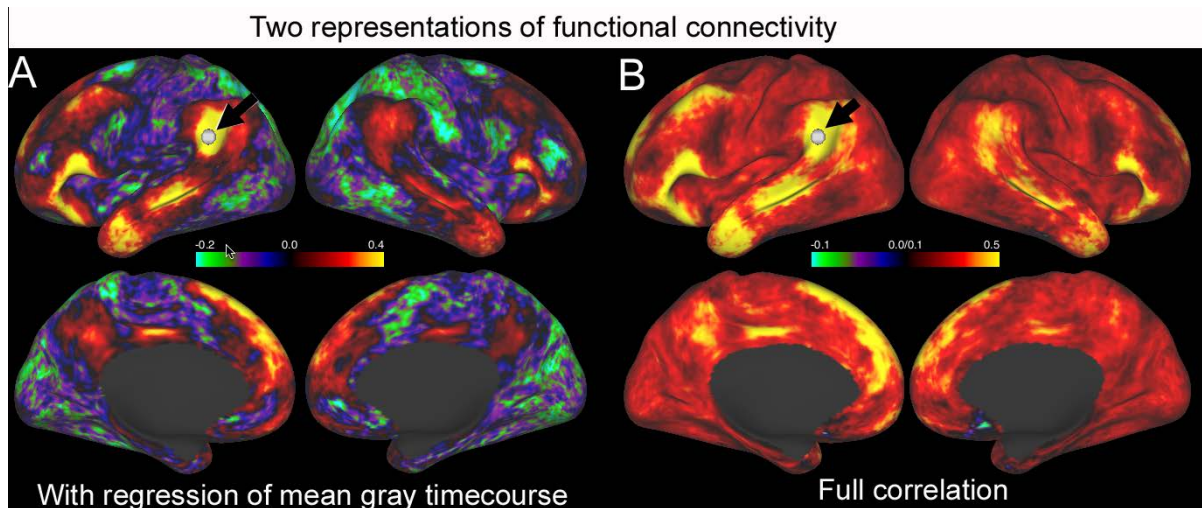 Two representations of functional connectivity
A
B
-0.2 0.0 0.4
-0.1 0.0/0.1 0.5
With regression of mean gray timecourse
Full correlation